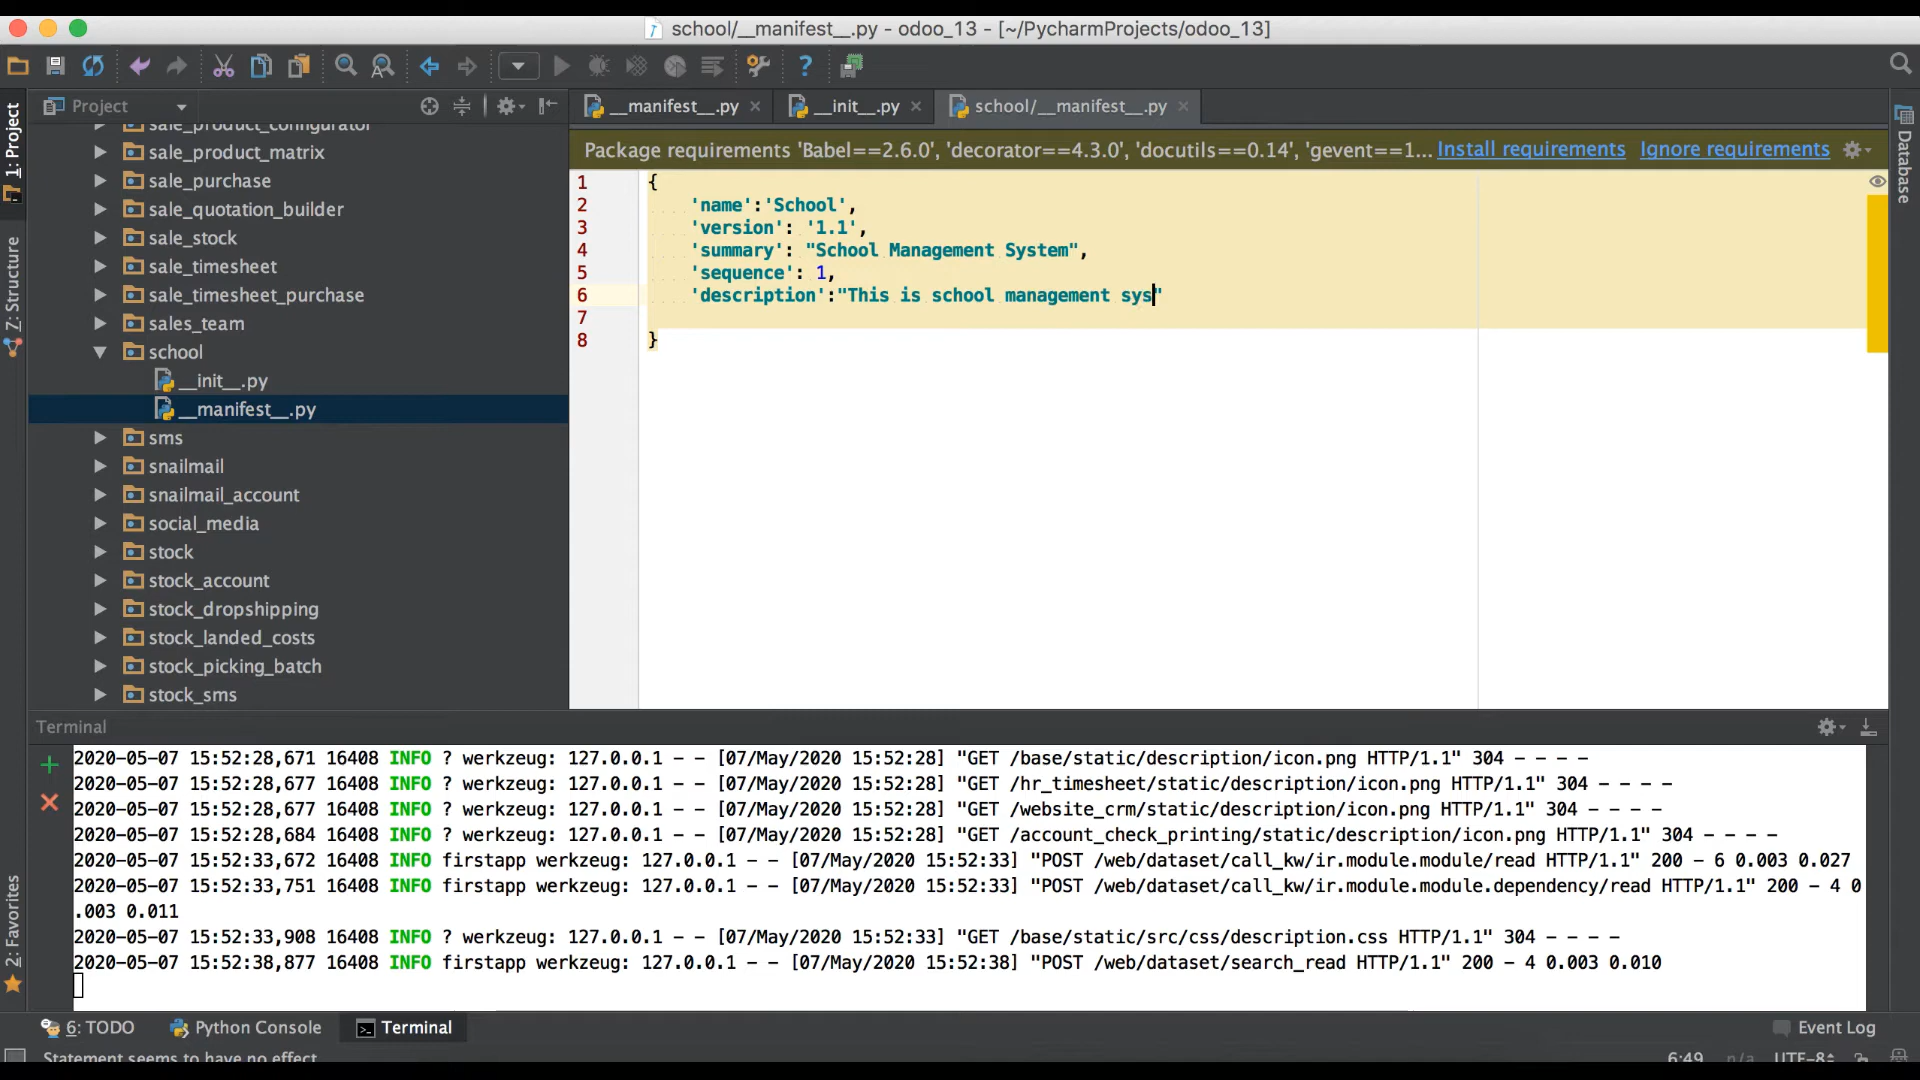 school/__manifest__.py - odoo_13 - [~/PycharmProjects/odoo_13]
Project
__manifest__.py
__init__.py
school/__manifest__.py
1: Project
Z: Structure
2: Favorites
Database
sale_product_configurator
sale_product_matrix
sale_purchase
sale_quotation_builder
sale_stock
sale_timesheet
sale_timesheet_purchase
sales_team
school
__init__.py
__manifest__.py
sms
snailmail
snailmail_account
social_media
stock
stock_account
stock_dropshipping
stock_landed_costs
stock_picking_batch
stock_sms
Package requirements 'Babel==2.6.0', 'decorator==4.3.0', 'docutils==0.14', 'gevent==1... Install requirements Ignore requirements
1 {
2 'name':'School',
3 'version': '1.1',
4 'summary': "School Management System",
5 'sequence': 1,
6 'description':"This is school management sys"
7
8 }
Terminal
2020-05-07 15:52:28,671 16408 INFO ? werkzeug: 127.0.0.1 - - [07/May/2020 15:52:28] "GET /base/static/description/icon.png HTTP/1.1" 304 - - - -
2020-05-07 15:52:28,677 16408 INFO ? werkzeug: 127.0.0.1 - - [07/May/2020 15:52:28] "GET /hr_timesheet/static/description/icon.png HTTP/1.1" 304 - - - -
2020-05-07 15:52:28,677 16408 INFO ? werkzeug: 127.0.0.1 - - [07/May/2020 15:52:28] "GET /website_crm/static/description/icon.png HTTP/1.1" 304 - - - -
2020-05-07 15:52:28,684 16408 INFO ? werkzeug: 127.0.0.1 - - [07/May/2020 15:52:28] "GET /account_check_printing/static/description/icon.png HTTP/1.1" 304 - - - -
2020-05-07 15:52:33,672 16408 INFO firstapp werkzeug: 127.0.0.1 - - [07/May/2020 15:52:33] "POST /web/dataset/call_kw/ir.module.module/read HTTP/1.1" 200 - 6 0.003 0.027
2020-05-07 15:52:33,751 16408 INFO firstapp werkzeug: 127.0.0.1 - - [07/May/2020 15:52:33] "POST /web/dataset/call_kw/ir.module.module.dependency/read HTTP/1.1" 200 - 4 0
.003 0.011
2020-05-07 15:52:33,908 16408 INFO ? werkzeug: 127.0.0.1 - - [07/May/2020 15:52:33] "GET /base/static/src/css/description.css HTTP/1.1" 304 - - - -
2020-05-07 15:52:38,877 16408 INFO firstapp werkzeug: 127.0.0.1 - - [07/May/2020 15:52:38] "POST /web/dataset/search_read HTTP/1.1" 200 - 4 0.003 0.010
6: TODO
Python Console
Terminal
Event Log
Statement seems to have no effect
6:49 n/a UTF-8